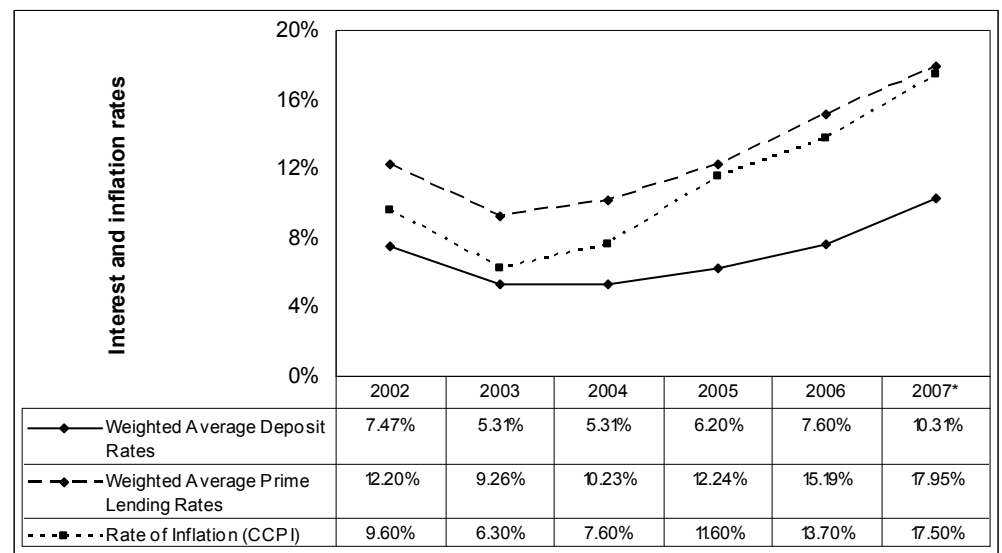 Interest and inflation rates
20%
16%
12%
8%
4%
0%
2002 2003 2004 2005 2006 2007*
Weighted Average Deposit Rates 7.47% 5.31% 5.31% 6.20% 7.60% 10.31%
Weighted Average Prime Lending Rates 12.20% 9.26% 10.23% 12.24% 15.19% 17.95%
Rate of Inflation (CCPI) 9.60% 6.30% 7.60% 11.60% 13.70% 17.50%